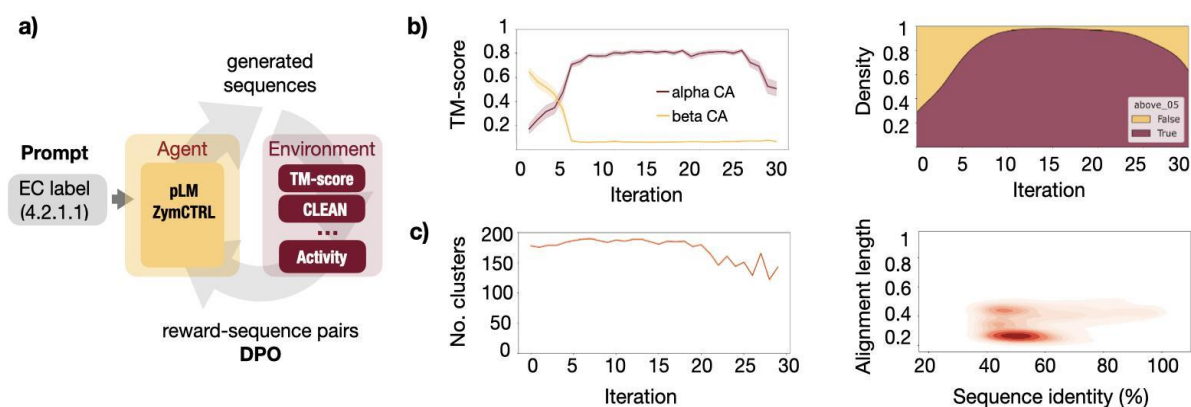 a)
generated
sequences
Prompt
EC label
(4.2.1.1)
Agent
pLM
ZymCTRL
Environment
TM-score
CLEAN
...
Activity
reward-sequence pairs
DPO
b)
TM-score
1
0.8
0.6
0.4
0.2
alpha CA
beta CA
0 5 10 15 20 25 30
Iteration
Density
1
0.8
0.6
0.4
0.2
above_05
False
True
0 5 10 15 20 25 30
Iteration
c)
No. clusters
200
150
100
50
0
0 5 10 15 20 25 30
Iteration
Alignment length
1
0.8
0.6
0.4
0.2
20 40 60 80 100
Sequence identity (%)